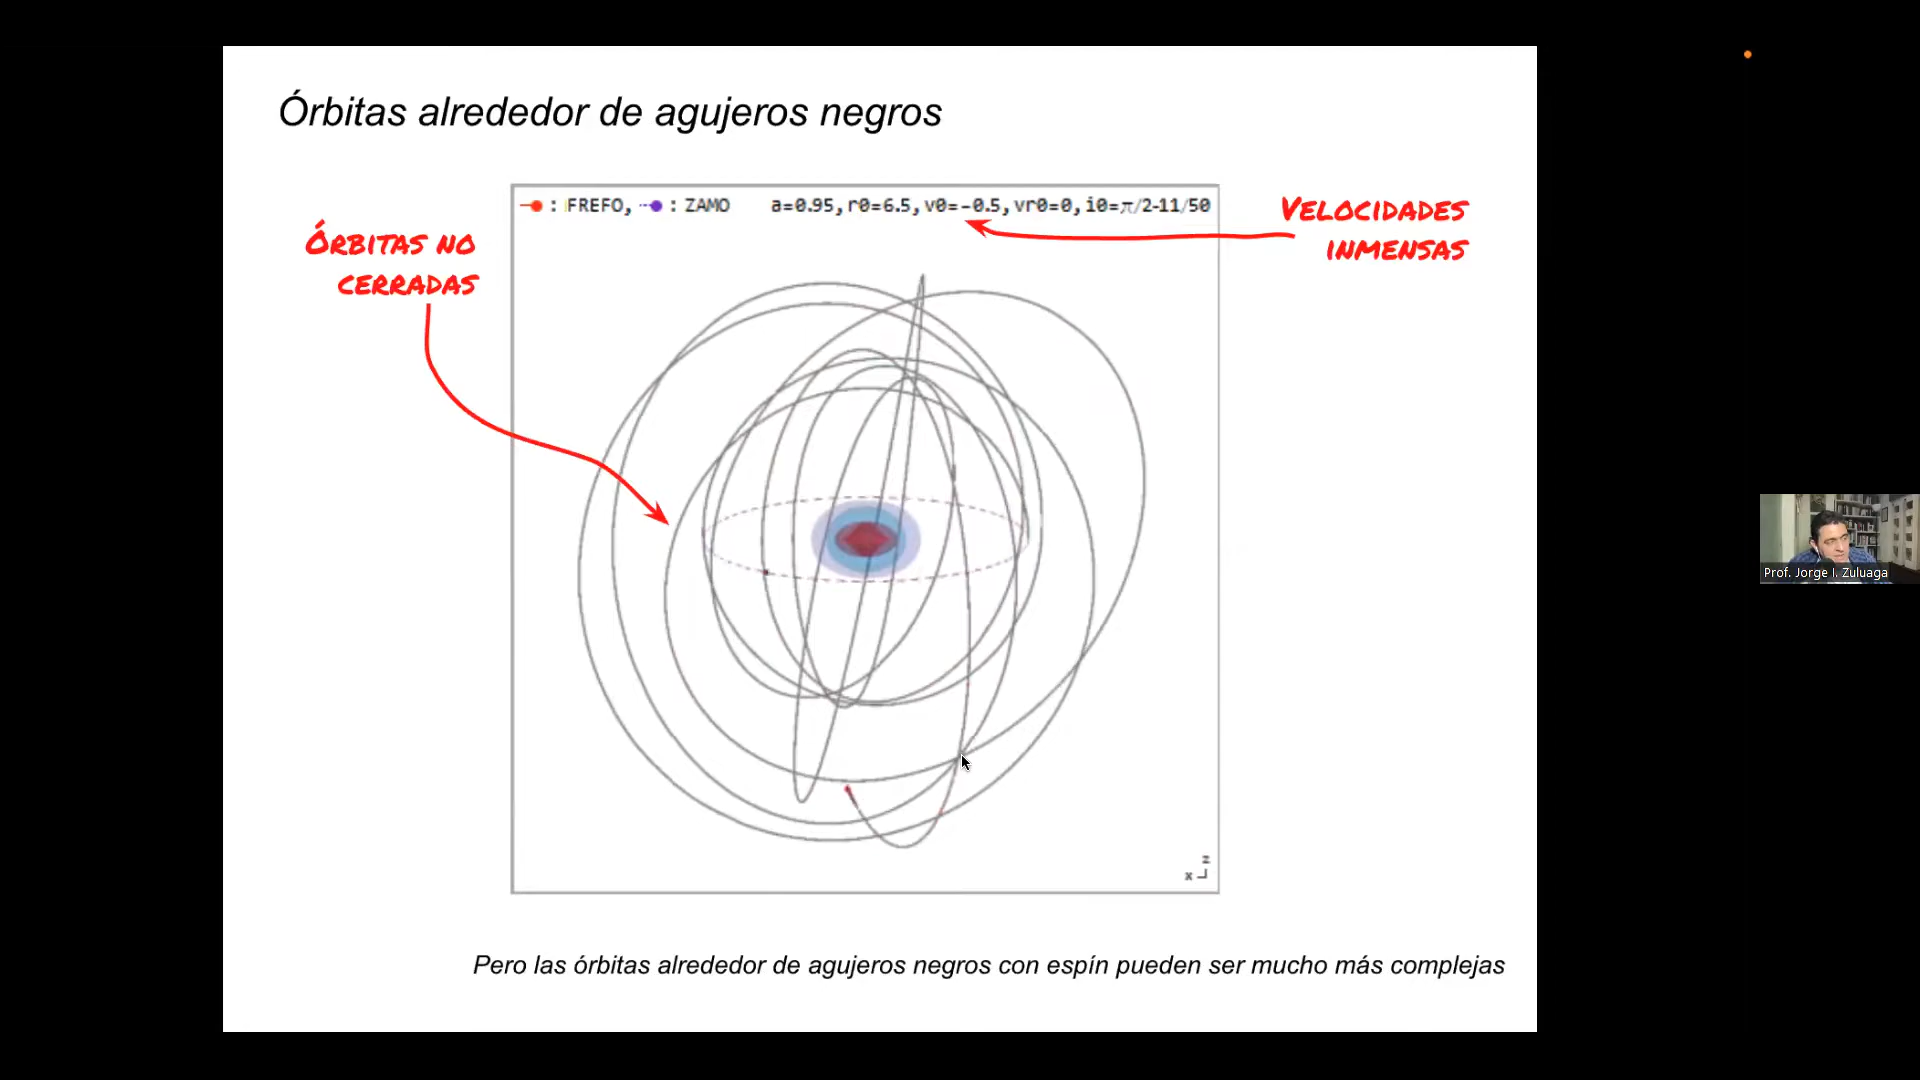 Órbitas alrededor de agujeros negros
: FREFO, : ZAMO a=0.95,r0=6.5,v0=-0.5,vr0=0,i0=π/2-11/50
VELOCIDADES
INMENSAS
ÓRBITAS NO
CERRADAS
Prof. Jorge I. Zuluaga
z
x
Pero las órbitas alrededor de agujeros negros con espín pueden ser mucho más complejas